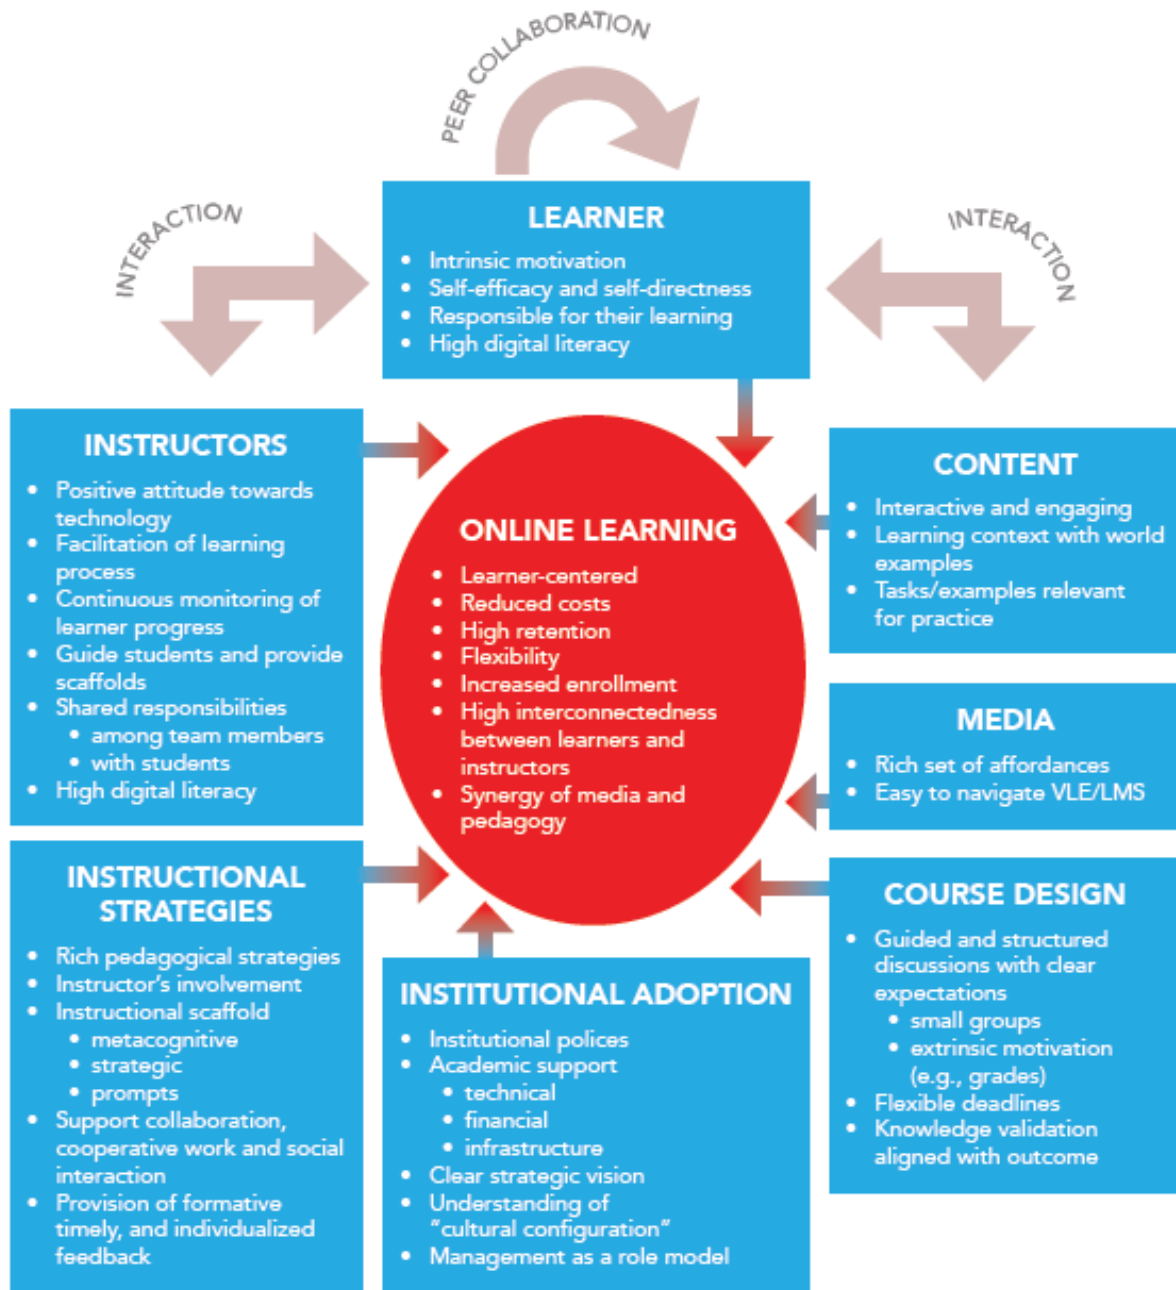 PEER COLLABORATION
INTERACTION
INTERACTION
LEARNER
• Intrinsic motivation
• Self-efficacy and self-directness
• Responsible for their learning
• High digital literacy
INSTRUCTORS
• Positive attitude towards
technology
• Facilitation of learning
process
• Continuous monitoring of
learner progress
• Guide students and provide
scaffolds
• Shared responsibilities
• among team members
• with students
• High digital literacy
ONLINE LEARNING
• Learner-centered
• Reduced costs
• High retention
• Flexibility
• Increased enrollment
• High interconnectedness
between learners and
instructors
• Synergy of media and
pedagogy
CONTENT
• Interactive and engaging
• Learning context with world
examples
• Tasks/examples relevant
for practice
MEDIA
• Rich set of affordances
• Easy to navigate VLE/LMS
INSTRUCTIONAL
STRATEGIES
• Rich pedagogical strategies
• Instructor's involvement
• Instructional scaffold
• metacognitive
• strategic
• prompts
• Support collaboration,
cooperative work and social
interaction
• Provision of formative
timely, and individualized
feedback
INSTITUTIONAL ADOPTION
• Institutional polices
• Academic support
• technical
• financial
• infrastructure
• Clear strategic vision
• Understanding of
“cultural configuration”
• Management as a role model
COURSE DESIGN
• Guided and structured
discussions with clear
expectations
• small groups
• extrinsic motivation
(e.g., grades)
• Flexible deadlines
• Knowledge validation
aligned with outcome